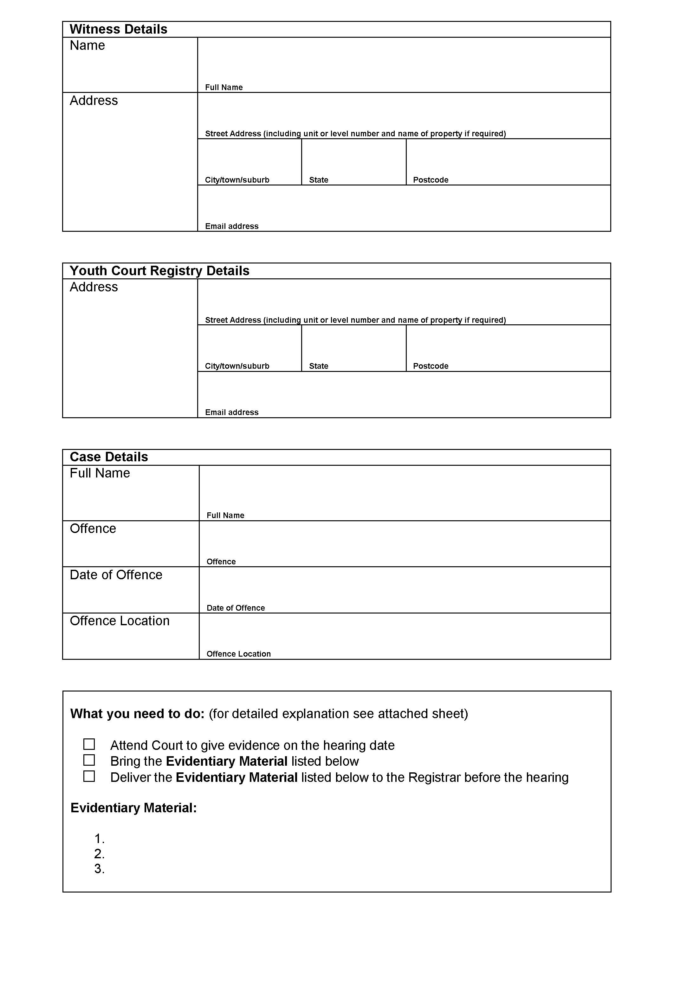 Witness Details
Name
Full Name
Address
Street Address (including unit or level number and name of property if required)
City/town/suburb State Postcode
Email address
Youth Court Registry Details
Address
Street Address (including unit or level number and name of property if required)
City/town/suburb State Postcode
Email address
Case Details
Full Name
Full Name
Offence
Offence
Date of Offence
Date of Offence
Offence Location
Offence Location
What you need to do: (for detailed explanation see attached sheet)
☐ Attend Court to give evidence on the hearing date
☐ Bring the Evidentiary Material listed below
☐ Deliver the Evidentiary Material listed below to the Registrar before the hearing
Evidentiary Material:
1.
2.
3.